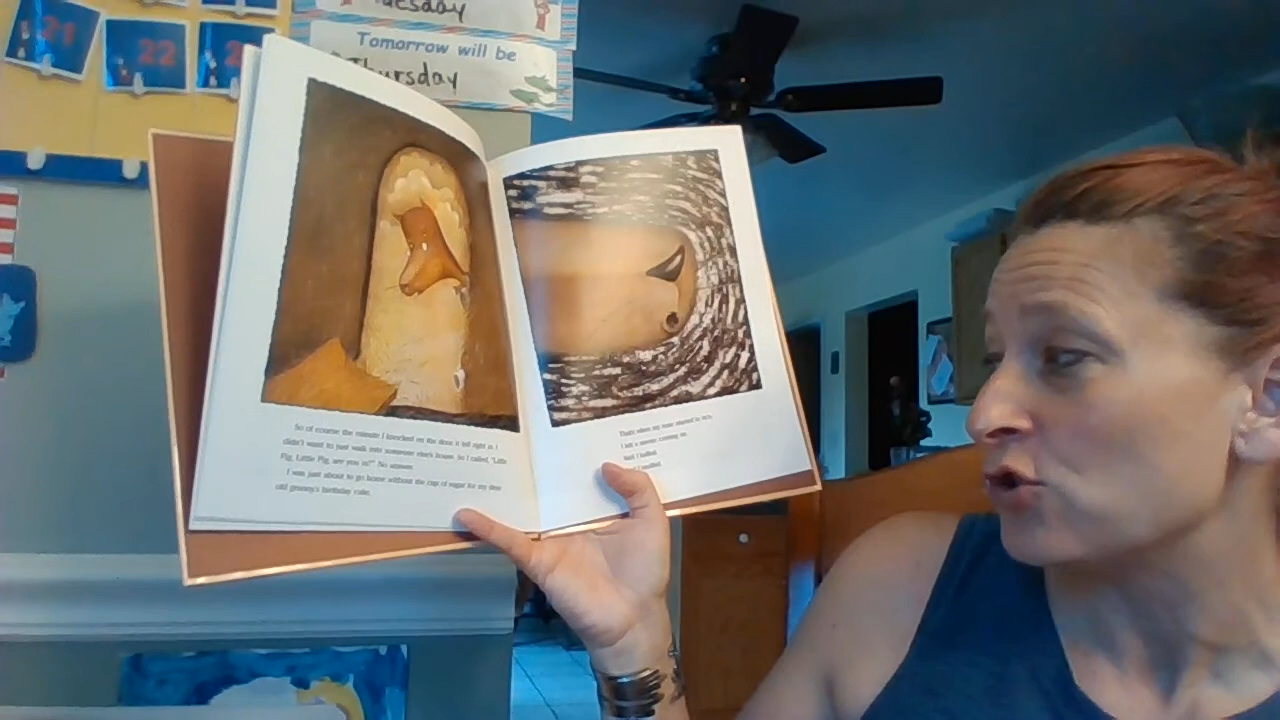 21
22
2
Tuesday
Tomorrow will be
Thursday
So of course the minute I knocked on the door, it fell right in. I
didn't want to just walk into someone else's house. So I called, "Little
Pig, Little Pig, are you in?" No answer.
I was just about to go home without the cup of sugar for my dear
old granny's birthday cake.
That's when my nose started to itch.
I felt a sneeze coming on.
Well I huffed.
I snuffed.